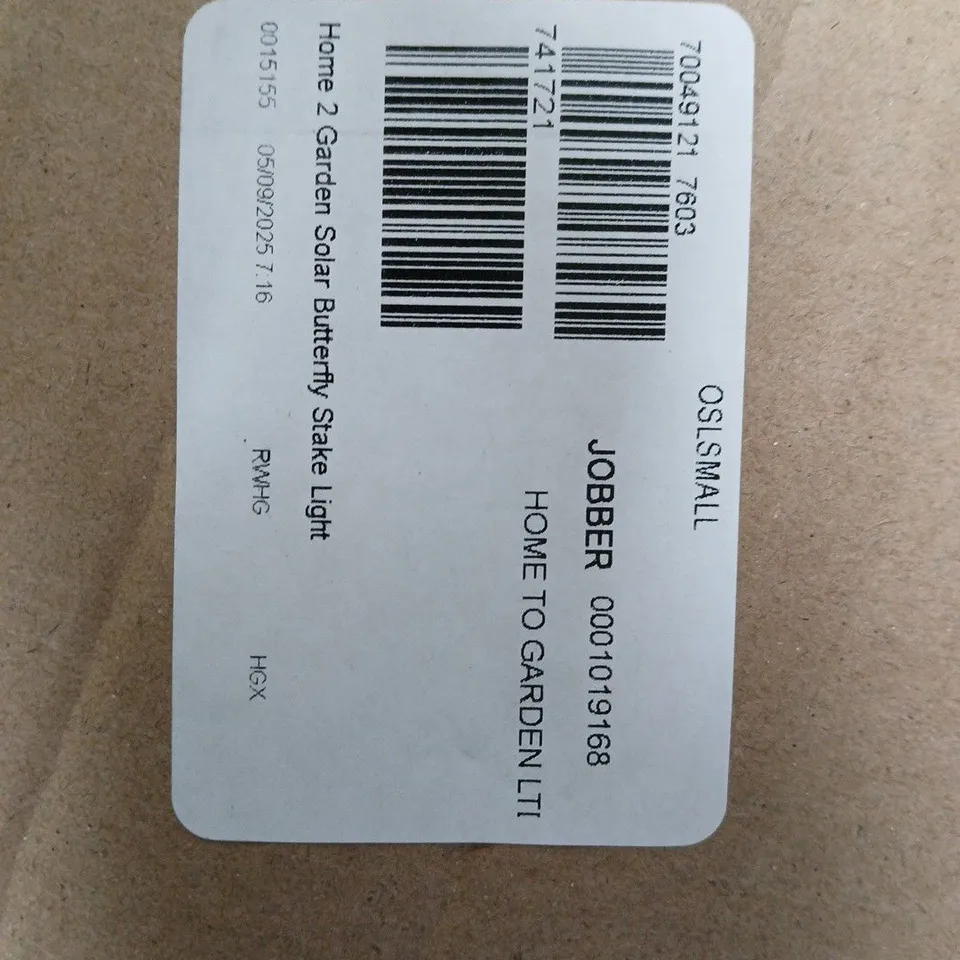 70049121 7603
OSLSMALL
JOBBER 0001019168
741721
HOME TO GARDEN LTI
Home 2 Garden Solar Butterfly Stake Light
0015155 05/09/2025 7:16 RWHG HGX